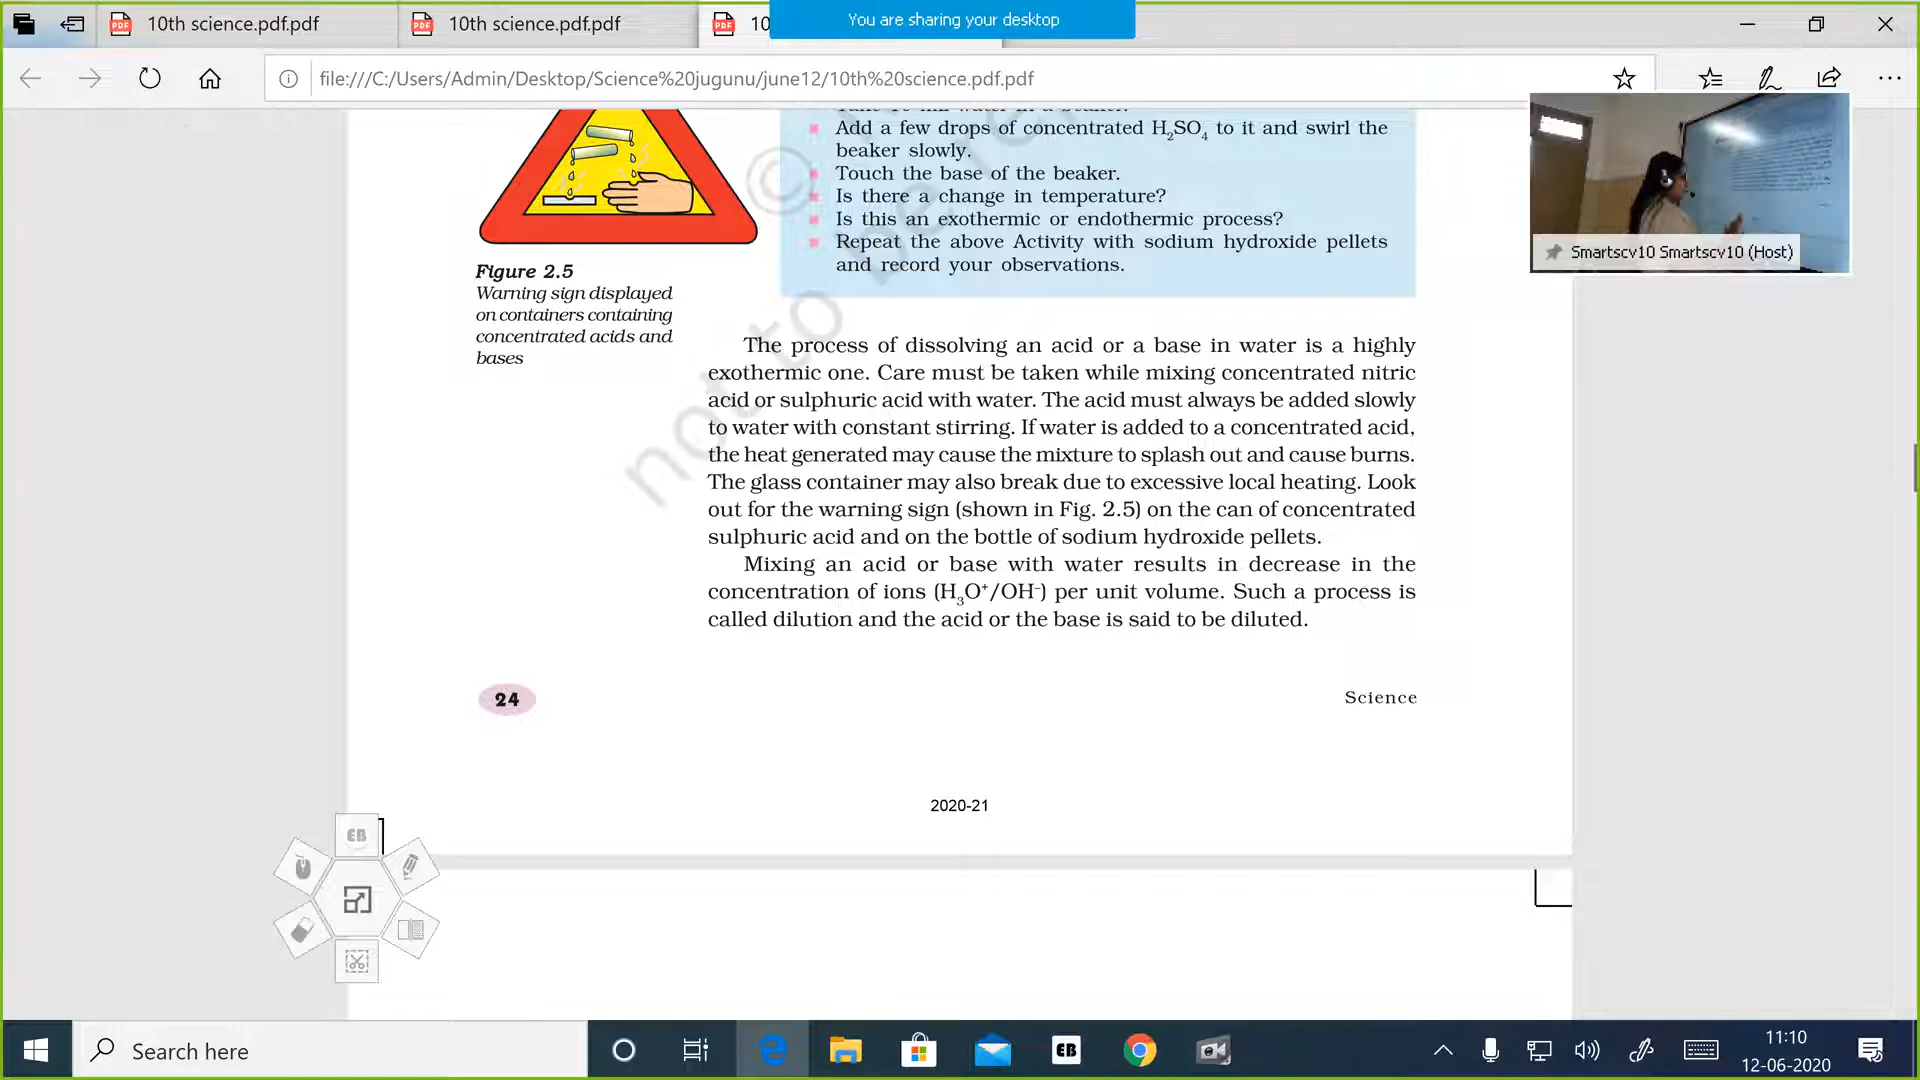 10th science.pdf.pdf
10th science.pdf.pdf
10
You are sharing your desktop
file:///C:/Users/Admin/Desktop/Science%20jugunu/june12/10th%20science.pdf.pdf
Add a few drops of concentrated H₂SO₄ to it and swirl the
beaker slowly.
Touch the base of the beaker.
Is there a change in temperature?
Is this an exothermic or endothermic process?
Repeat the above Activity with sodium hydroxide pellets
and record your observations.
Smartscv10 Smartscv10 (Host)
Figure 2.5
Warning sign displayed
on containers containing
concentrated acids and
bases
©
not to be re
The process of dissolving an acid or a base in water is a highly
exothermic one. Care must be taken while mixing concentrated nitric
acid or sulphuric acid with water. The acid must always be added slowly
to water with constant stirring. If water is added to a concentrated acid,
the heat generated may cause the mixture to splash out and cause burns.
The glass container may also break due to excessive local heating. Look
out for the warning sign (shown in Fig. 2.5) on the can of concentrated
sulphuric acid and on the bottle of sodium hydroxide pellets.
Mixing an acid or base with water results in decrease in the
concentration of ions (H₃O⁺/OH⁻) per unit volume. Such a process is
called dilution and the acid or the base is said to be diluted.
24
Science
2020-21
EB
Search here
EB
11:10
12-06-2020